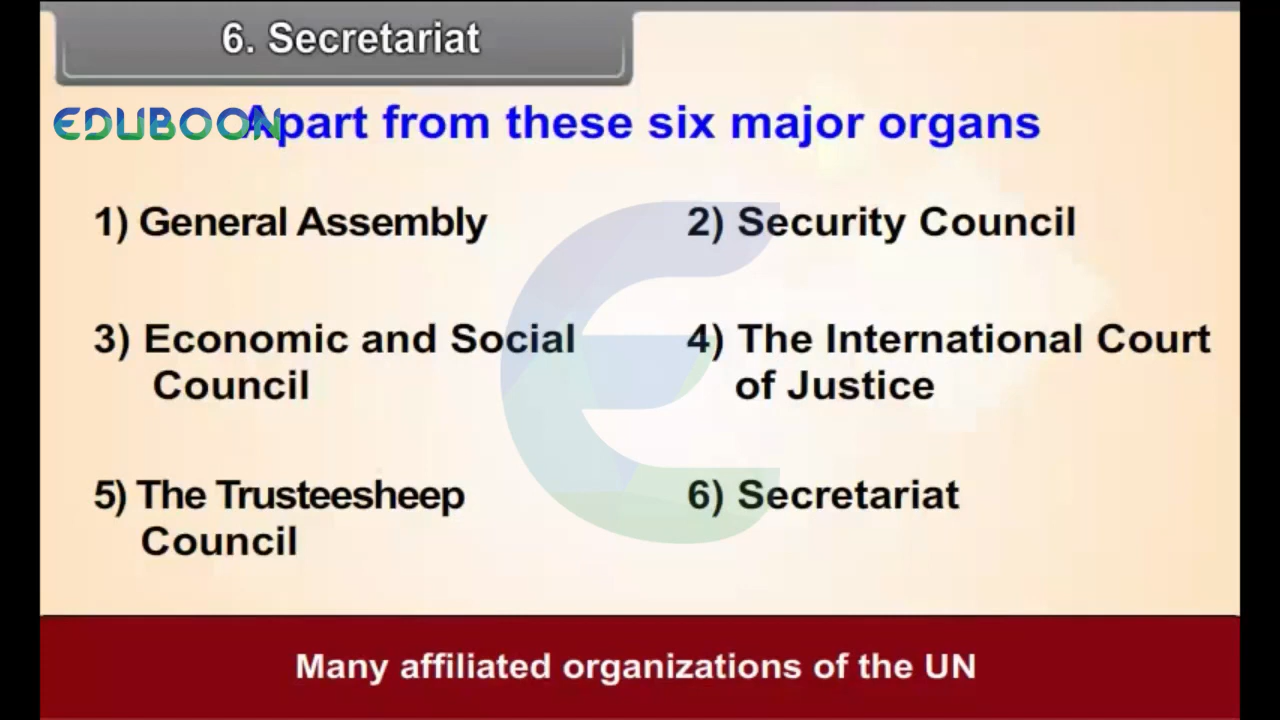 6. Secretariat
EDUBOON
Apart from these six major organs
1) General Assembly
2) Security Council
3) Economic and Social
Council
4) The International Court
of Justice
5) The Trusteesheep
Council
6) Secretariat
Many affiliated organizations of the UN